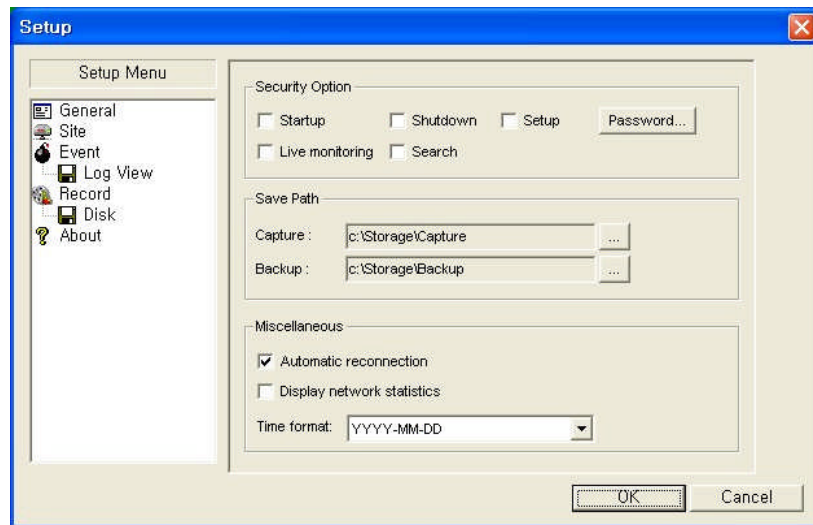 Setup
Setup Menu
General
Site
Event
Log View
Record
Disk
About
Security Option
Startup
Shutdown
Setup
Password...
Live monitoring
Search
Save Path
Capture :
c:\Storage\Capture
...
Backup :
c:\Storage\Backup
...
Miscellaneous
Automatic reconnection
Display network statistics
Time format:
YYYY-MM-DD
OK
Cancel